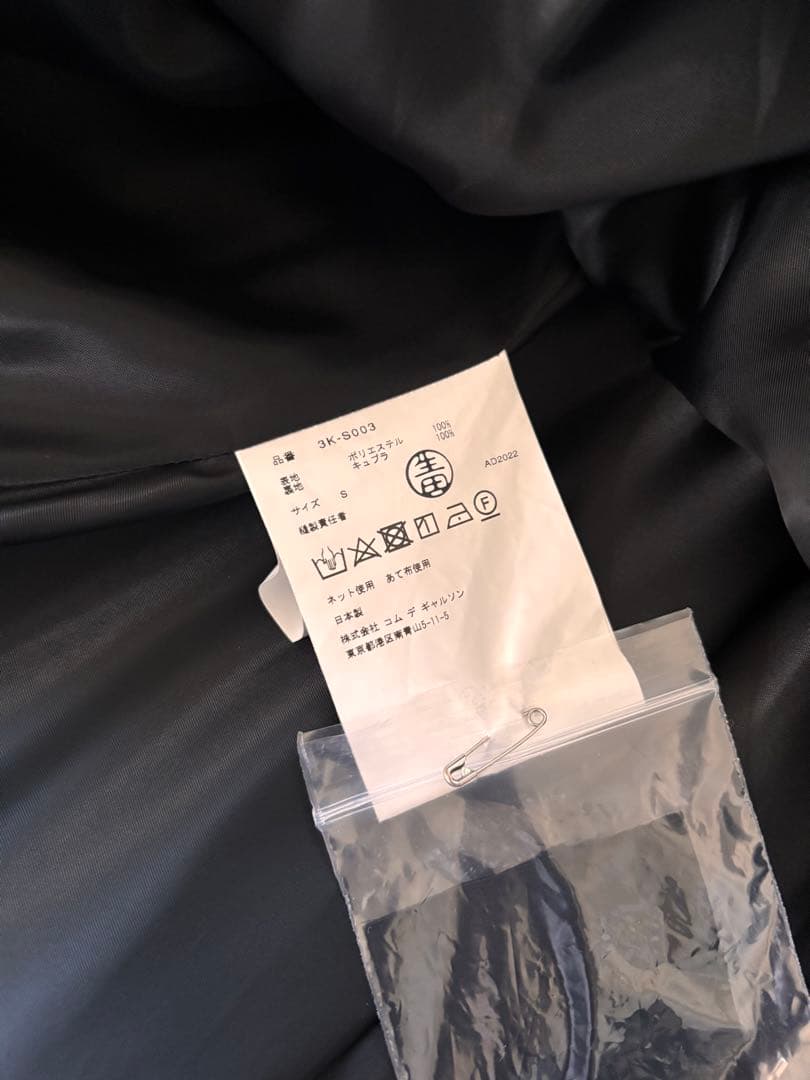 品番 3K-S003
表地 ポリエステル 100%
裏地 キュプラ 100%
サイズ S
縫製責任者 生田
AD2022
F
ネット使用 あて布使用
日本製
株式会社 コム デ ギャルソン
東京都港区南青山5-11-5